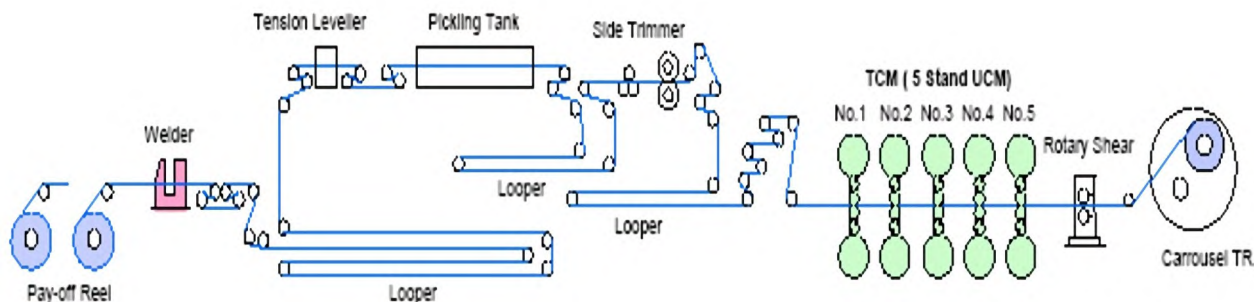 Tension Leveller
Pickling Tank
Side Trimmer
TCM ( 5 Stand UCM)
No.1 No.2 No.3 No.4 No.5
Welder
Rotary Shear
Looper
Looper
Carrousel TR.
Pay-off Reel
Looper